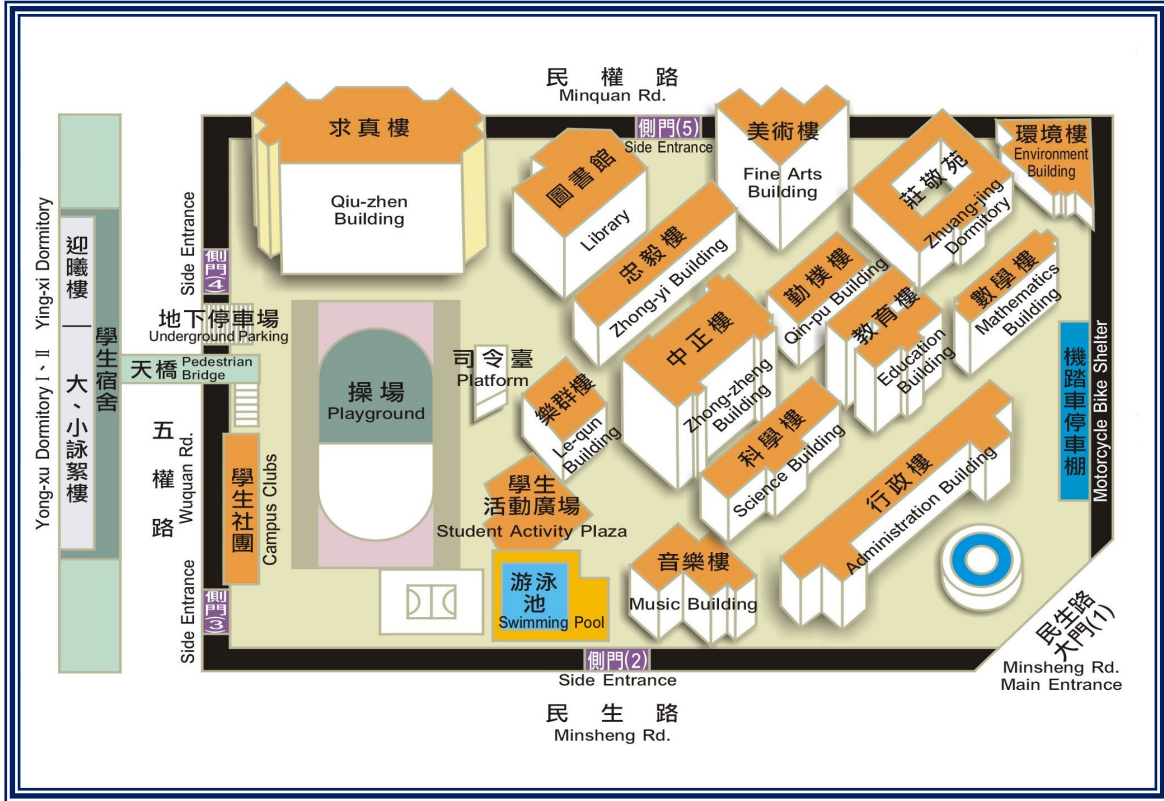 民權路
Minquan Rd.
求真樓
Qiu-zhen
Building
圖書館
Library
側門(5)
Side Entrance
美術樓
Fine Arts
Building
莊敬苑
Zhuang-jing
Dormitory
環境樓
Environment
Building
忠毅樓
Zhong-yi Building
勤樸樓
Qin-pu Building
數學樓
Mathematics
Building
教育樓
Education
Building
中正樓
Zhong-zheng
Building
側門(4)
Side Entrance
地下停車場
Underground Parking
天橋
Pedestrian
Bridge
迎曦樓
大、小詠絮樓
學生宿舍
Ying-xi Dormitory
Yong-xu Dormitory I、II
五權路
Wuquan Rd.
學生社團
Campus Clubs
操場
Playground
司令臺
Platform
樂群樓
Le-qun
Building
科學樓
Science Building
行政樓
Administration Building
機踏車停車棚
Motorcycle Bike Shelter
學生
活動廣場
Student Activity Plaza
游泳
池
Swimming Pool
音樂樓
Music Building
側門(3)
Side Entrance
側門(2)
Side Entrance
民生路
大門(1)
Minsheng Rd.
Main Entrance
民生路
Minsheng Rd.